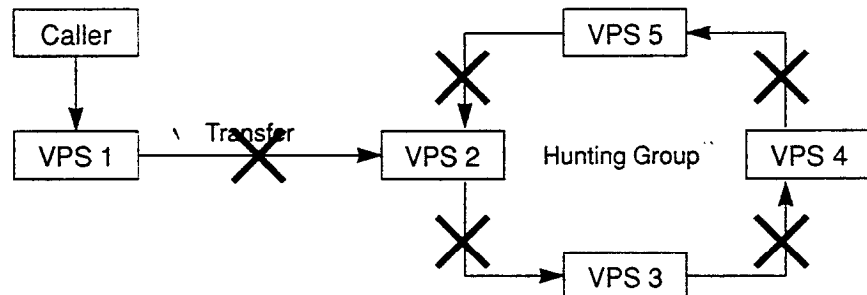 Caller
VPS 5
Transfer
VPS 1
VPS 2
Hunting Group
VPS 4
VPS 3